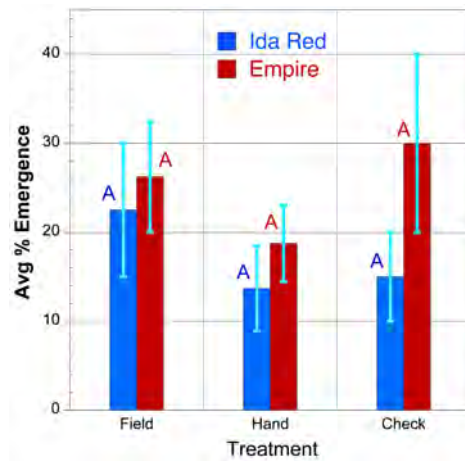 40
30
20
10
0
Avg % Emergence
Ida Red
Empire
A
A
A
A
A
A
Field
Hand
Check
Treatment